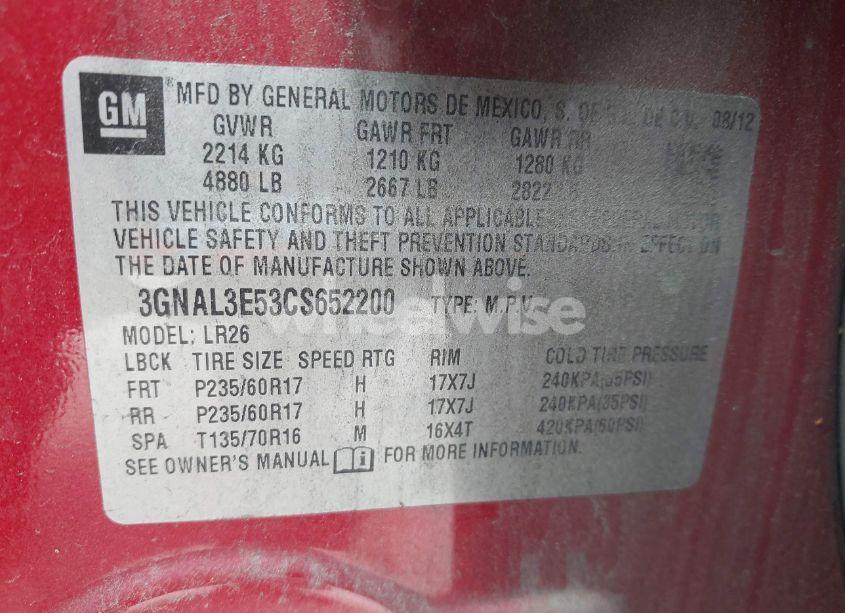 GM
®MFD BY GENERAL MOTORS DE MEXICO, S. DE R.L. DE C.V. 08/12
GVWR GAWR FRT GAWR RR
2214 KG 1210 KG 1280 KG
4880 LB 2667 LB 2822
THIS VEHICLE CONFORMS TO ALL APPLICABLE
VEHICLE SAFETY AND THEFT PREVENTION STANDARDS IN EFFECT ON
THE DATE OF MANUFACTURE SHOWN ABOVE.
3GNAL3E53CS652200 TYPE: M.P.V.
wheelwise
MODEL: LR26
LBCK TIRE SIZE SPEED RTG RIM COLD TIRE PRESSURE
FRT P235/60R17 H 17X7J 240KPA(35PSI)
RR P235/60R17 H 17X7J 240KPA(35PSI)
SPA T135/70R16 M 16X4T 420KPA(60PSI)
SEE OWNER'S MANUAL i FOR MORE INFORMATION.